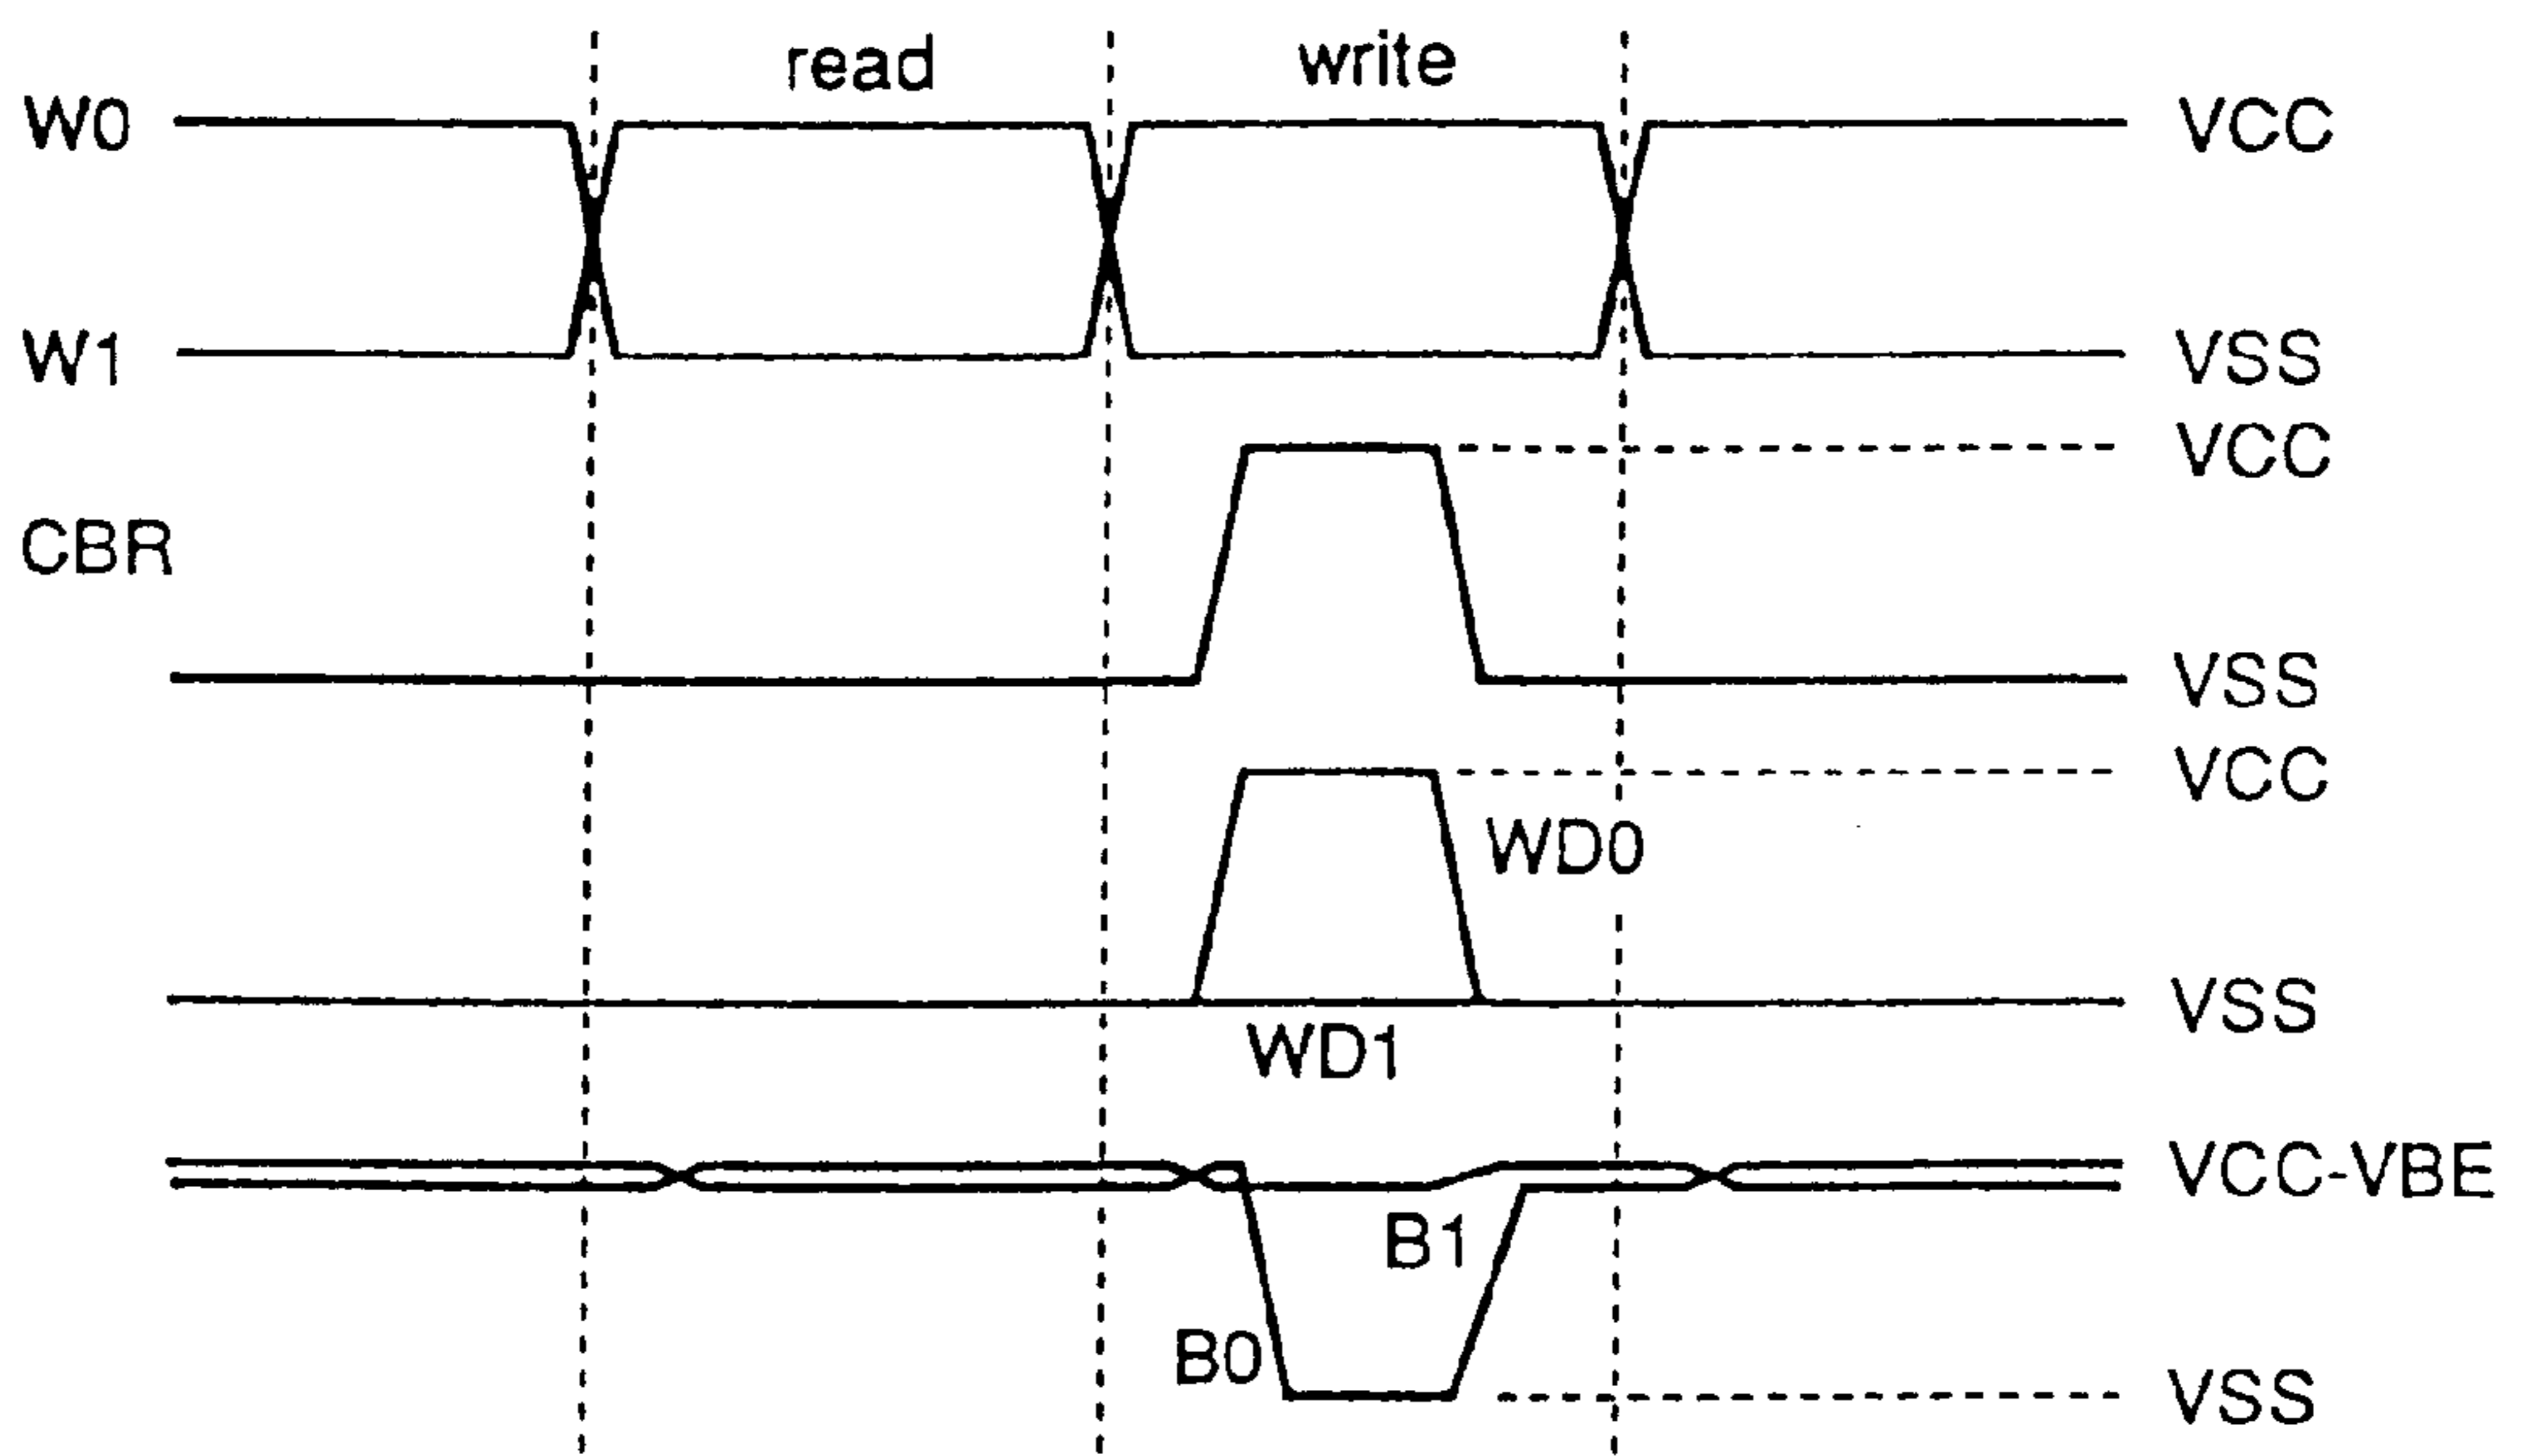 read write
W0 VCC
W1 VSS
VCC
CBR
VSS
VCC
WD0
VSS
WD1
VCC-VBE
B1
B0
VSS